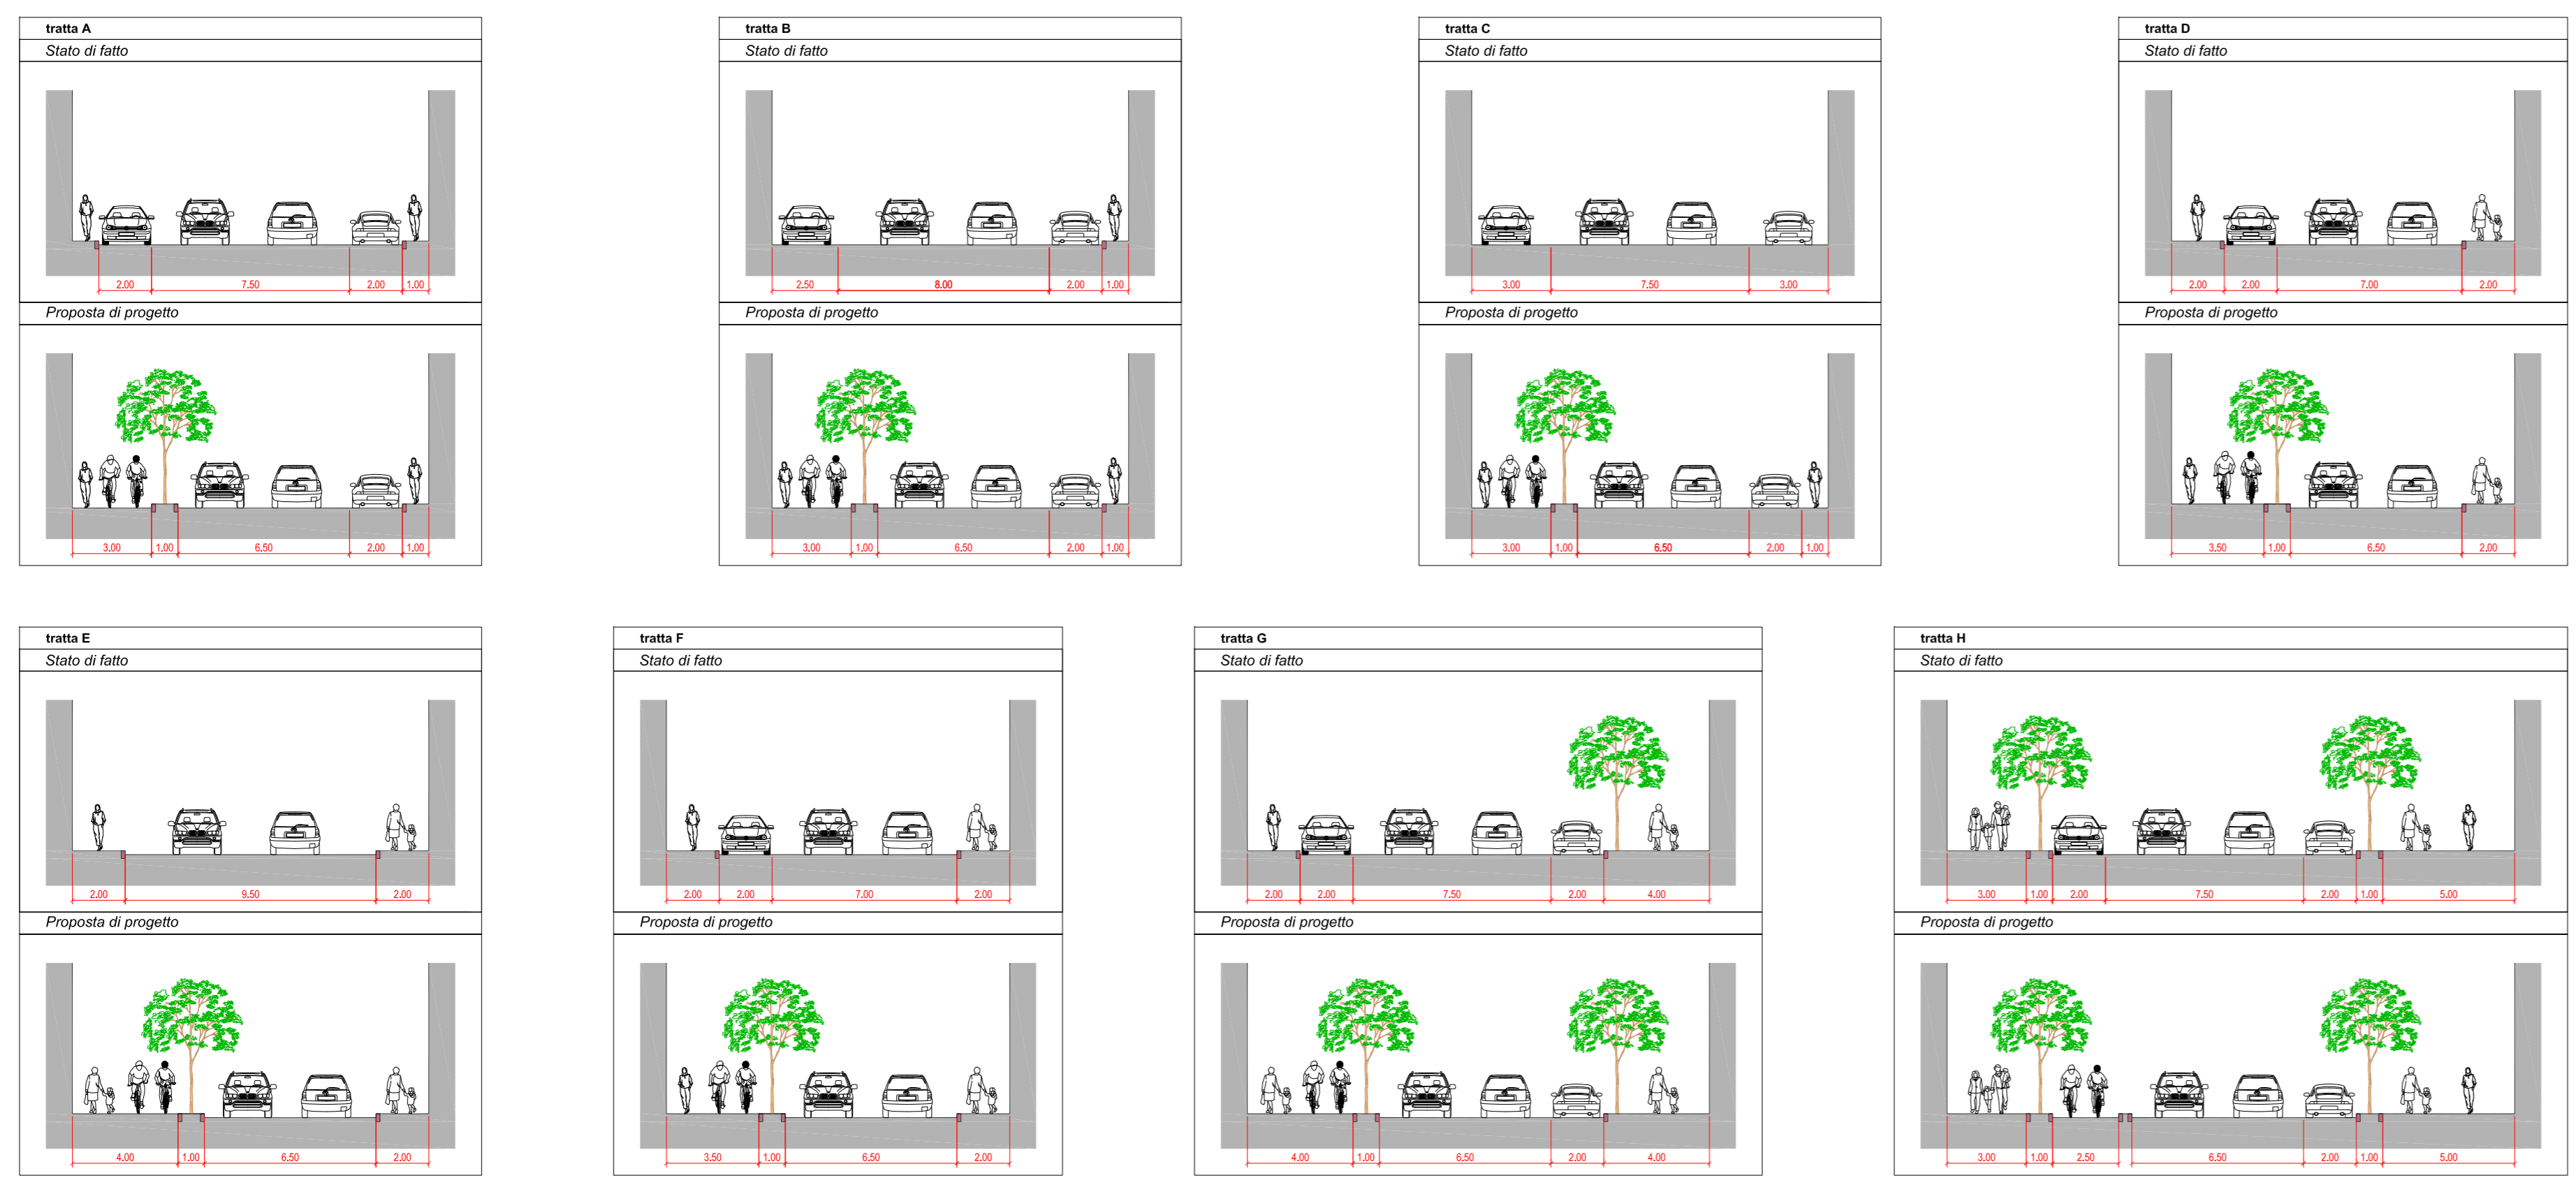 tratta A
Stato di fatto
2.00 7.50 2.00 1.00
Proposta di progetto
3.00 1.00 6.50 2.00 1.00
tratta B
Stato di fatto
2.50 8.00 2.00 1.00
Proposta di progetto
3.00 1.00 6.50 2.00 1.00
tratta C
Stato di fatto
3.00 7.50 3.00
Proposta di progetto
3.00 1.00 6.50 2.00 1.00
tratta D
Stato di fatto
2.00 2.00 7.00 2.00
Proposta di progetto
3.50 1.00 6.50 2.00
tratta E
Stato di fatto
2.00 9.50 2.00
Proposta di progetto
4.00 1.00 6.50 2.00
tratta F
Stato di fatto
2.00 2.00 7.00 2.00
Proposta di progetto
3.50 1.00 6.50 2.00
tratta G
Stato di fatto
2.00 2.00 7.50 2.00 4.00
Proposta di progetto
4.00 1.00 6.50 2.00 4.00
tratta H
Stato di fatto
3.00 1.00 2.00 7.50 2.00 1.00 5.00
Proposta di progetto
3.00 1.00 2.50 6.50 2.00 1.00 5.00